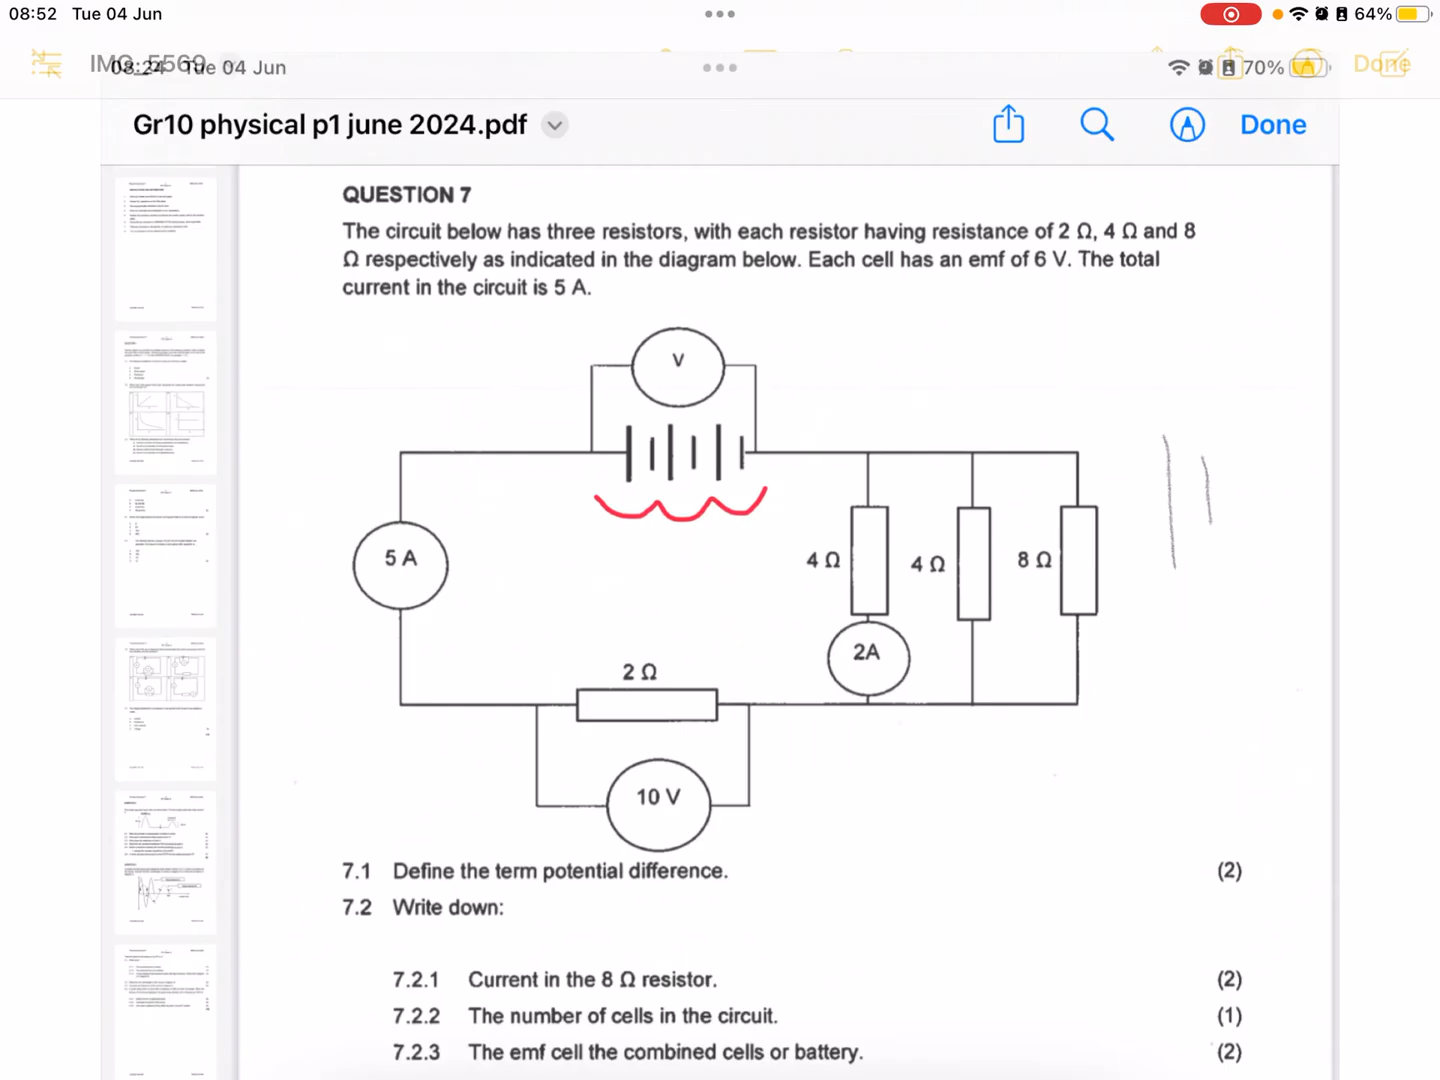 08:52 Tue 04 Jun
64%
IMG_5569
08:24 Tue 04 Jun
70%
Done
Gr10 physical p1 june 2024.pdf
Done
QUESTION 7
The circuit below has three resistors, with each resistor having resistance of 2 Ω, 4 Ω and 8
Ω respectively as indicated in the diagram below. Each cell has an emf of 6 V. The total
current in the circuit is 5 A.
V
5 A
4 Ω
4 Ω
8 Ω
2A
2 Ω
10 V
7.1 Define the term potential difference. (2)
7.2 Write down:
7.2.1 Current in the 8 Ω resistor. (2)
7.2.2 The number of cells in the circuit. (1)
7.2.3 The emf cell the combined cells or battery. (2)